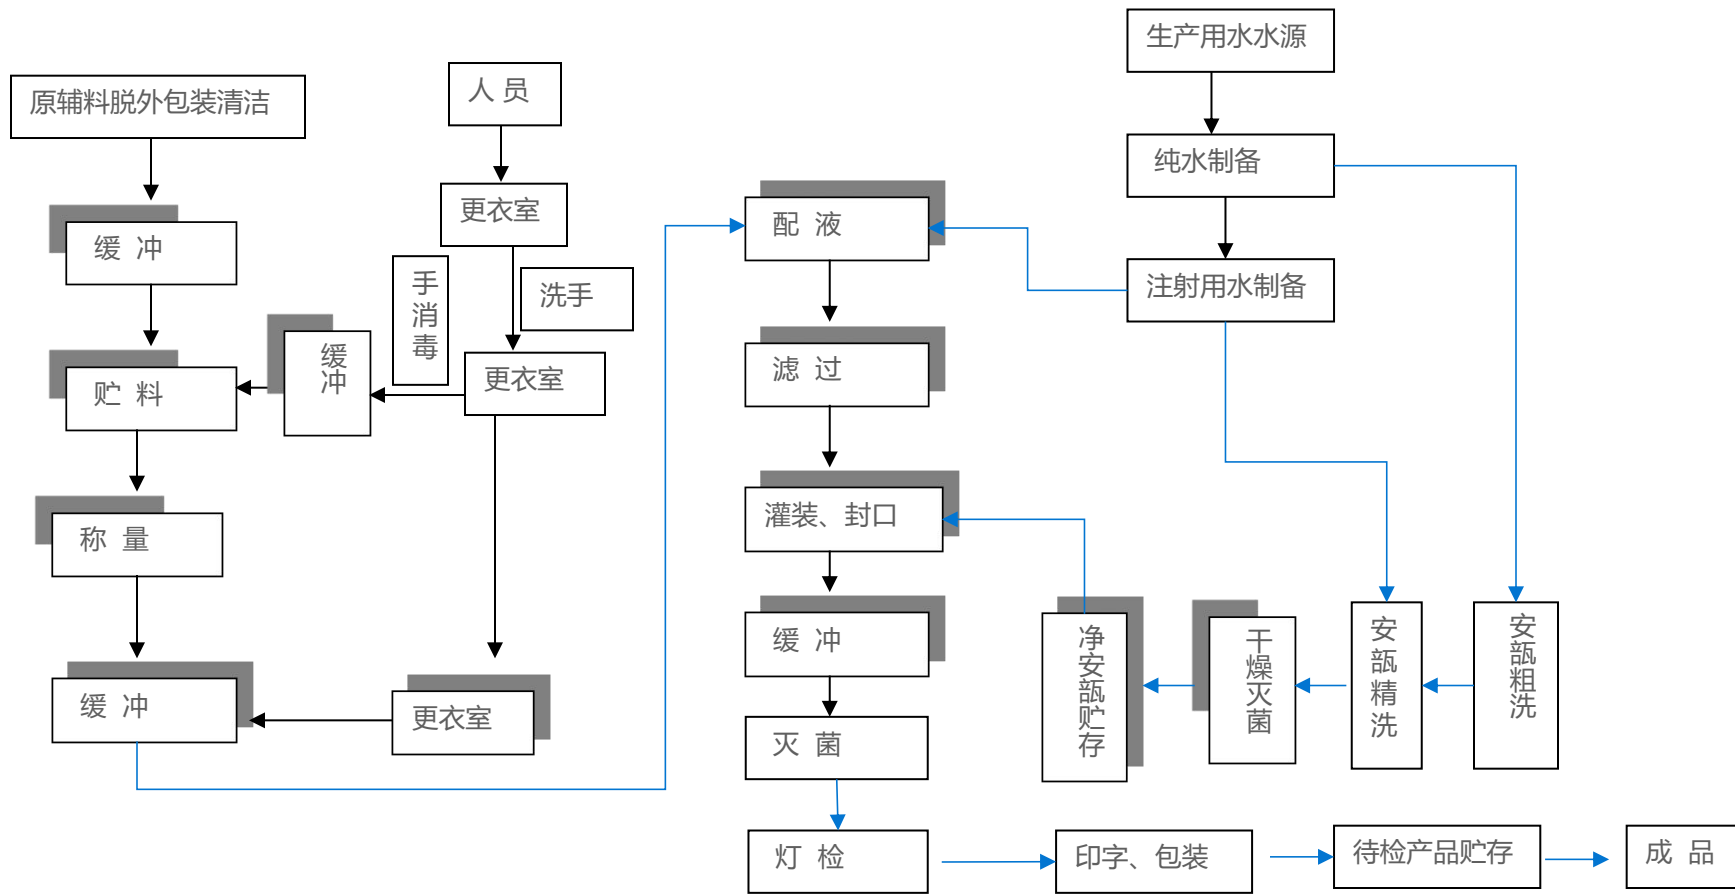 生产用水水源
原辅料脱外包装清洁
人 员
纯水制备
更衣室
配 液
缓 冲
手消毒
洗手
注射用水制备
缓冲
滤 过
贮 料
更衣室
称 量
灌装、封口
缓 冲
净安瓿贮存
干燥灭菌
安瓿精洗
安瓿粗洗
缓 冲
更衣室
灭 菌
灯 检
印字、包装
待检产品贮存
成 品